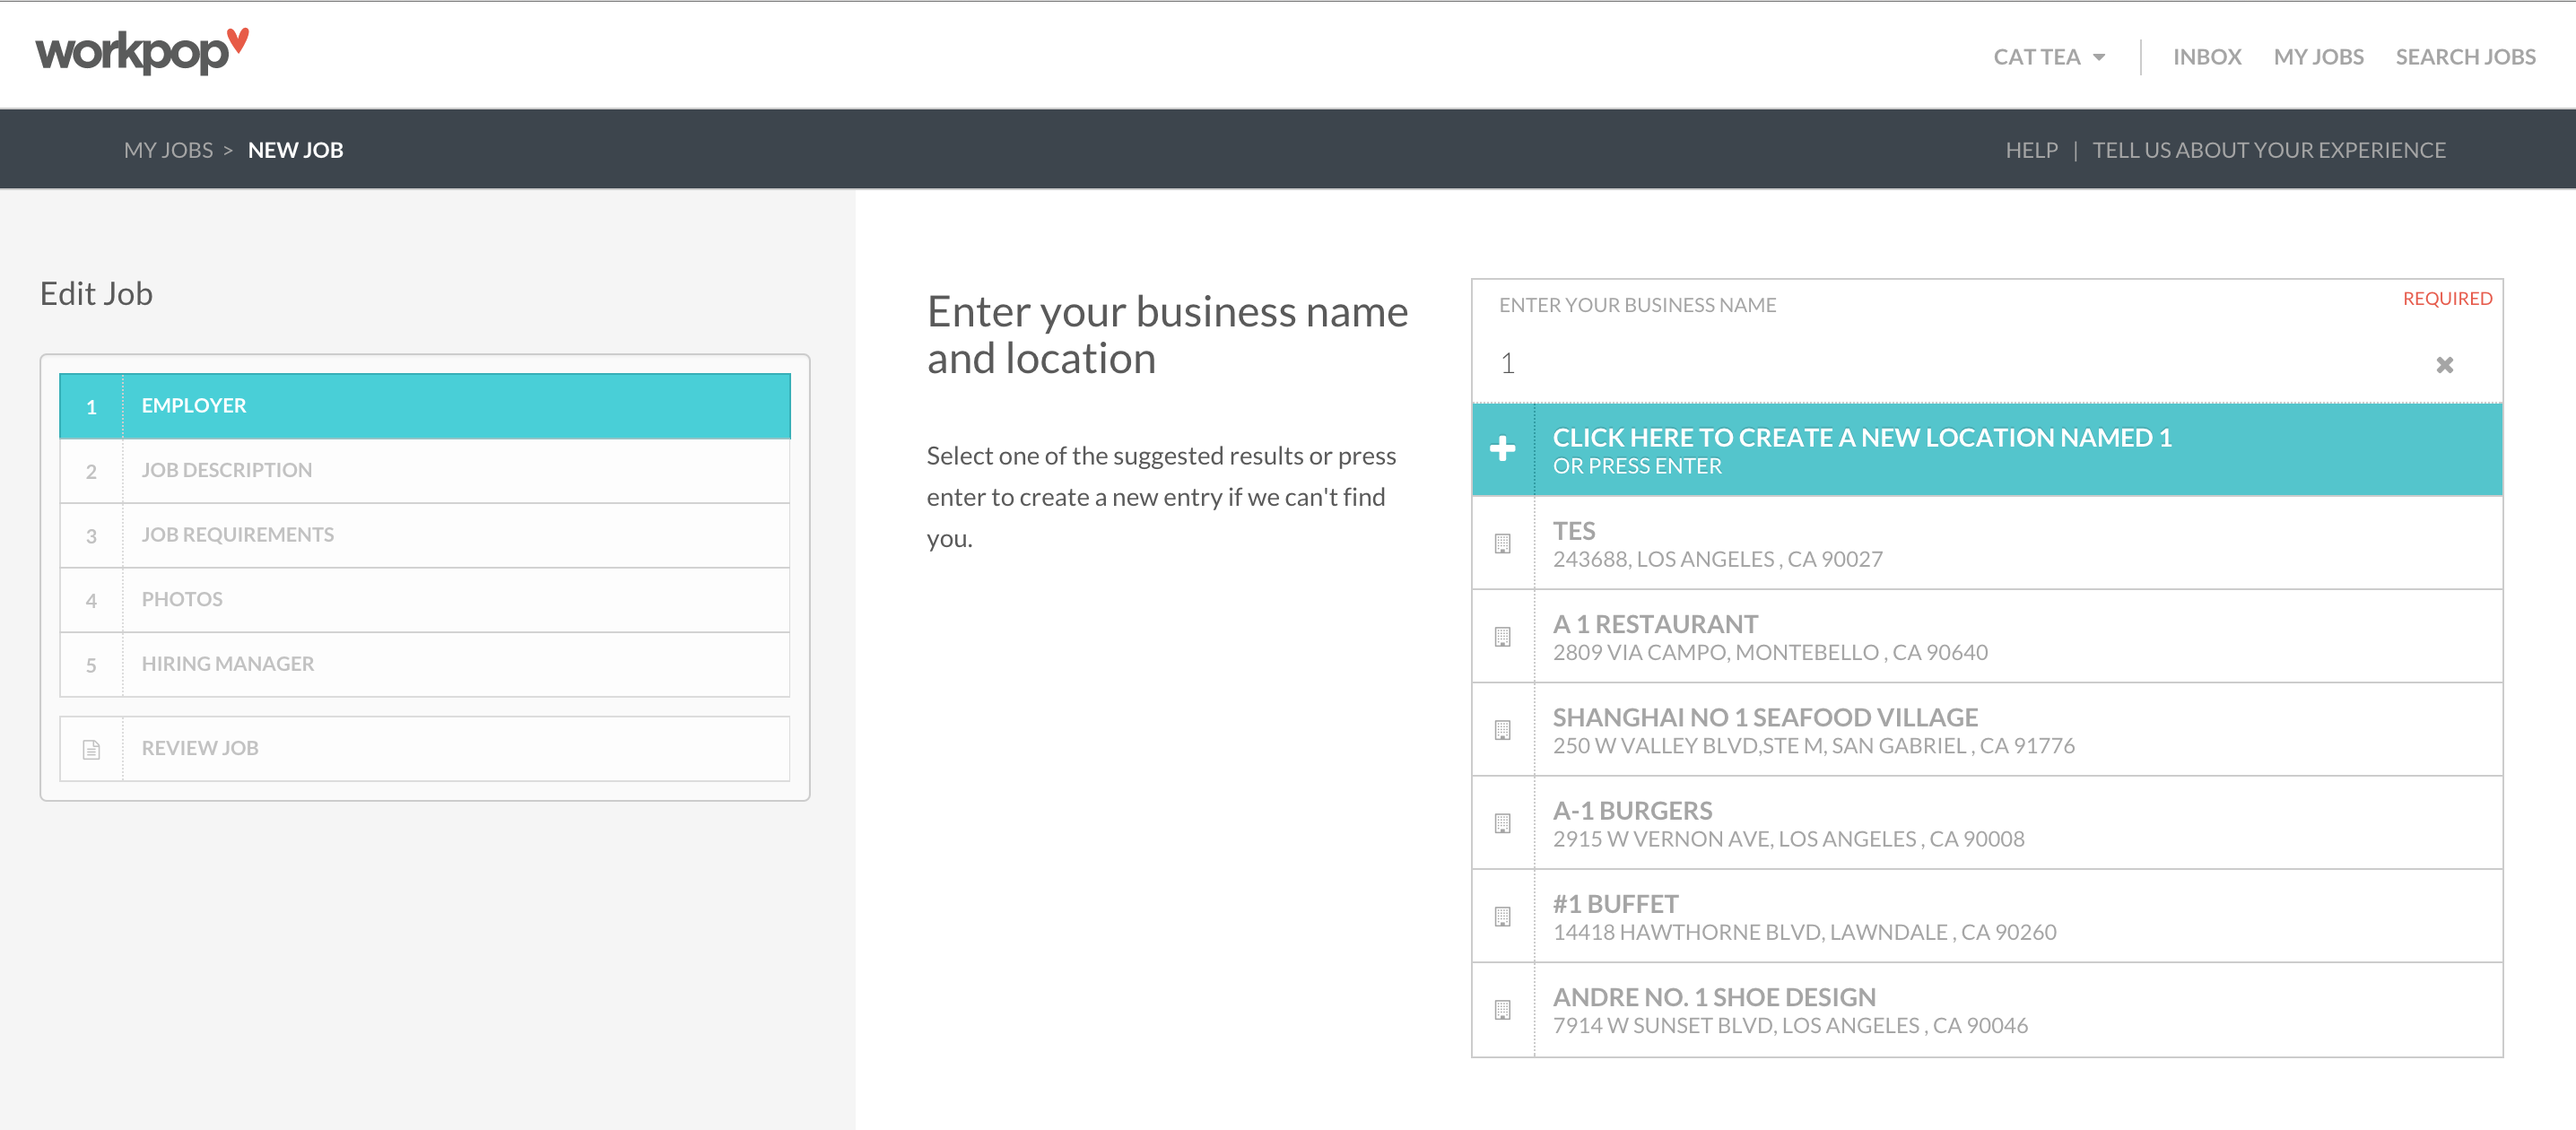 workpop
CAT TEA
INBOX
MY JOBS
SEARCH JOBS
MY JOBS > NEW JOB
HELP | TELL US ABOUT YOUR EXPERIENCE
Edit Job
1 EMPLOYER
2 JOB DESCRIPTION
3 JOB REQUIREMENTS
4 PHOTOS
5 HIRING MANAGER
REVIEW JOB
Enter your business name
and location
Select one of the suggested results or press
enter to create a new entry if we can't find
you.
ENTER YOUR BUSINESS NAME
REQUIRED
1
CLICK HERE TO CREATE A NEW LOCATION NAMED 1
OR PRESS ENTER
TES
243688, LOS ANGELES , CA 90027
A 1 RESTAURANT
2809 VIA CAMPO, MONTEBELLO , CA 90640
SHANGHAI NO 1 SEAFOOD VILLAGE
250 W VALLEY BLVD,STE M, SAN GABRIEL , CA 91776
A-1 BURGERS
2915 W VERNON AVE, LOS ANGELES , CA 90008
#1 BUFFET
14418 HAWTHORNE BLVD, LAWNDALE , CA 90260
ANDRE NO. 1 SHOE DESIGN
7914 W SUNSET BLVD, LOS ANGELES , CA 90046